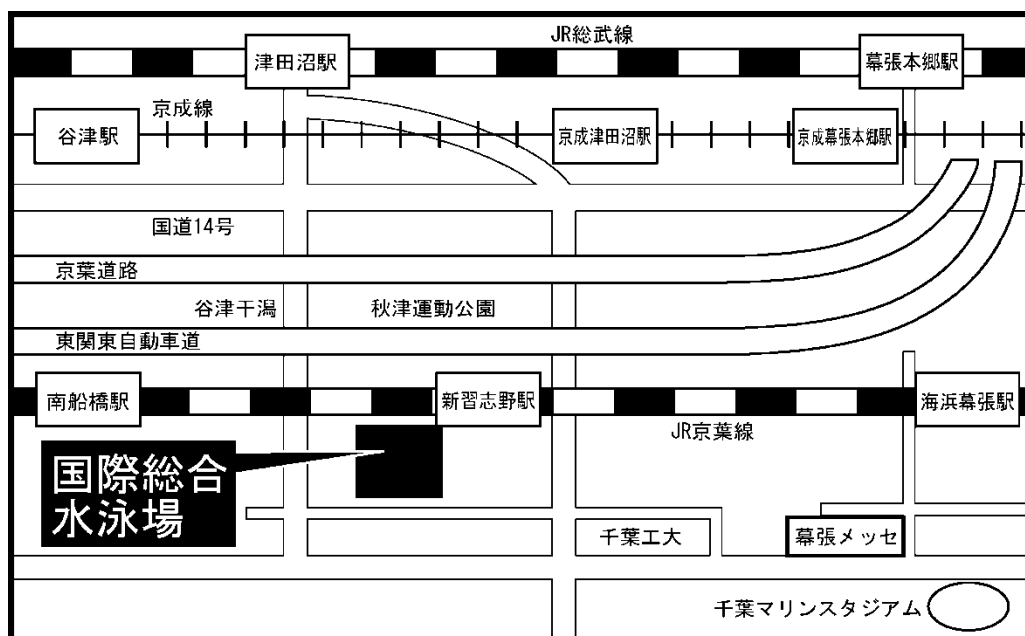 JR総武線
津田沼駅
幕張本郷駅
京成線
谷津駅
京成津田沼駅
京成幕張本郷駅
国道14号
京葉道路
谷津干潟
秋津運動公園
東関東自動車道
南船橋駅
新習志野駅
海浜幕張駅
JR京葉線
国際総合
水泳場
千葉工大
幕張メッセ
千葉マリンスタジアム